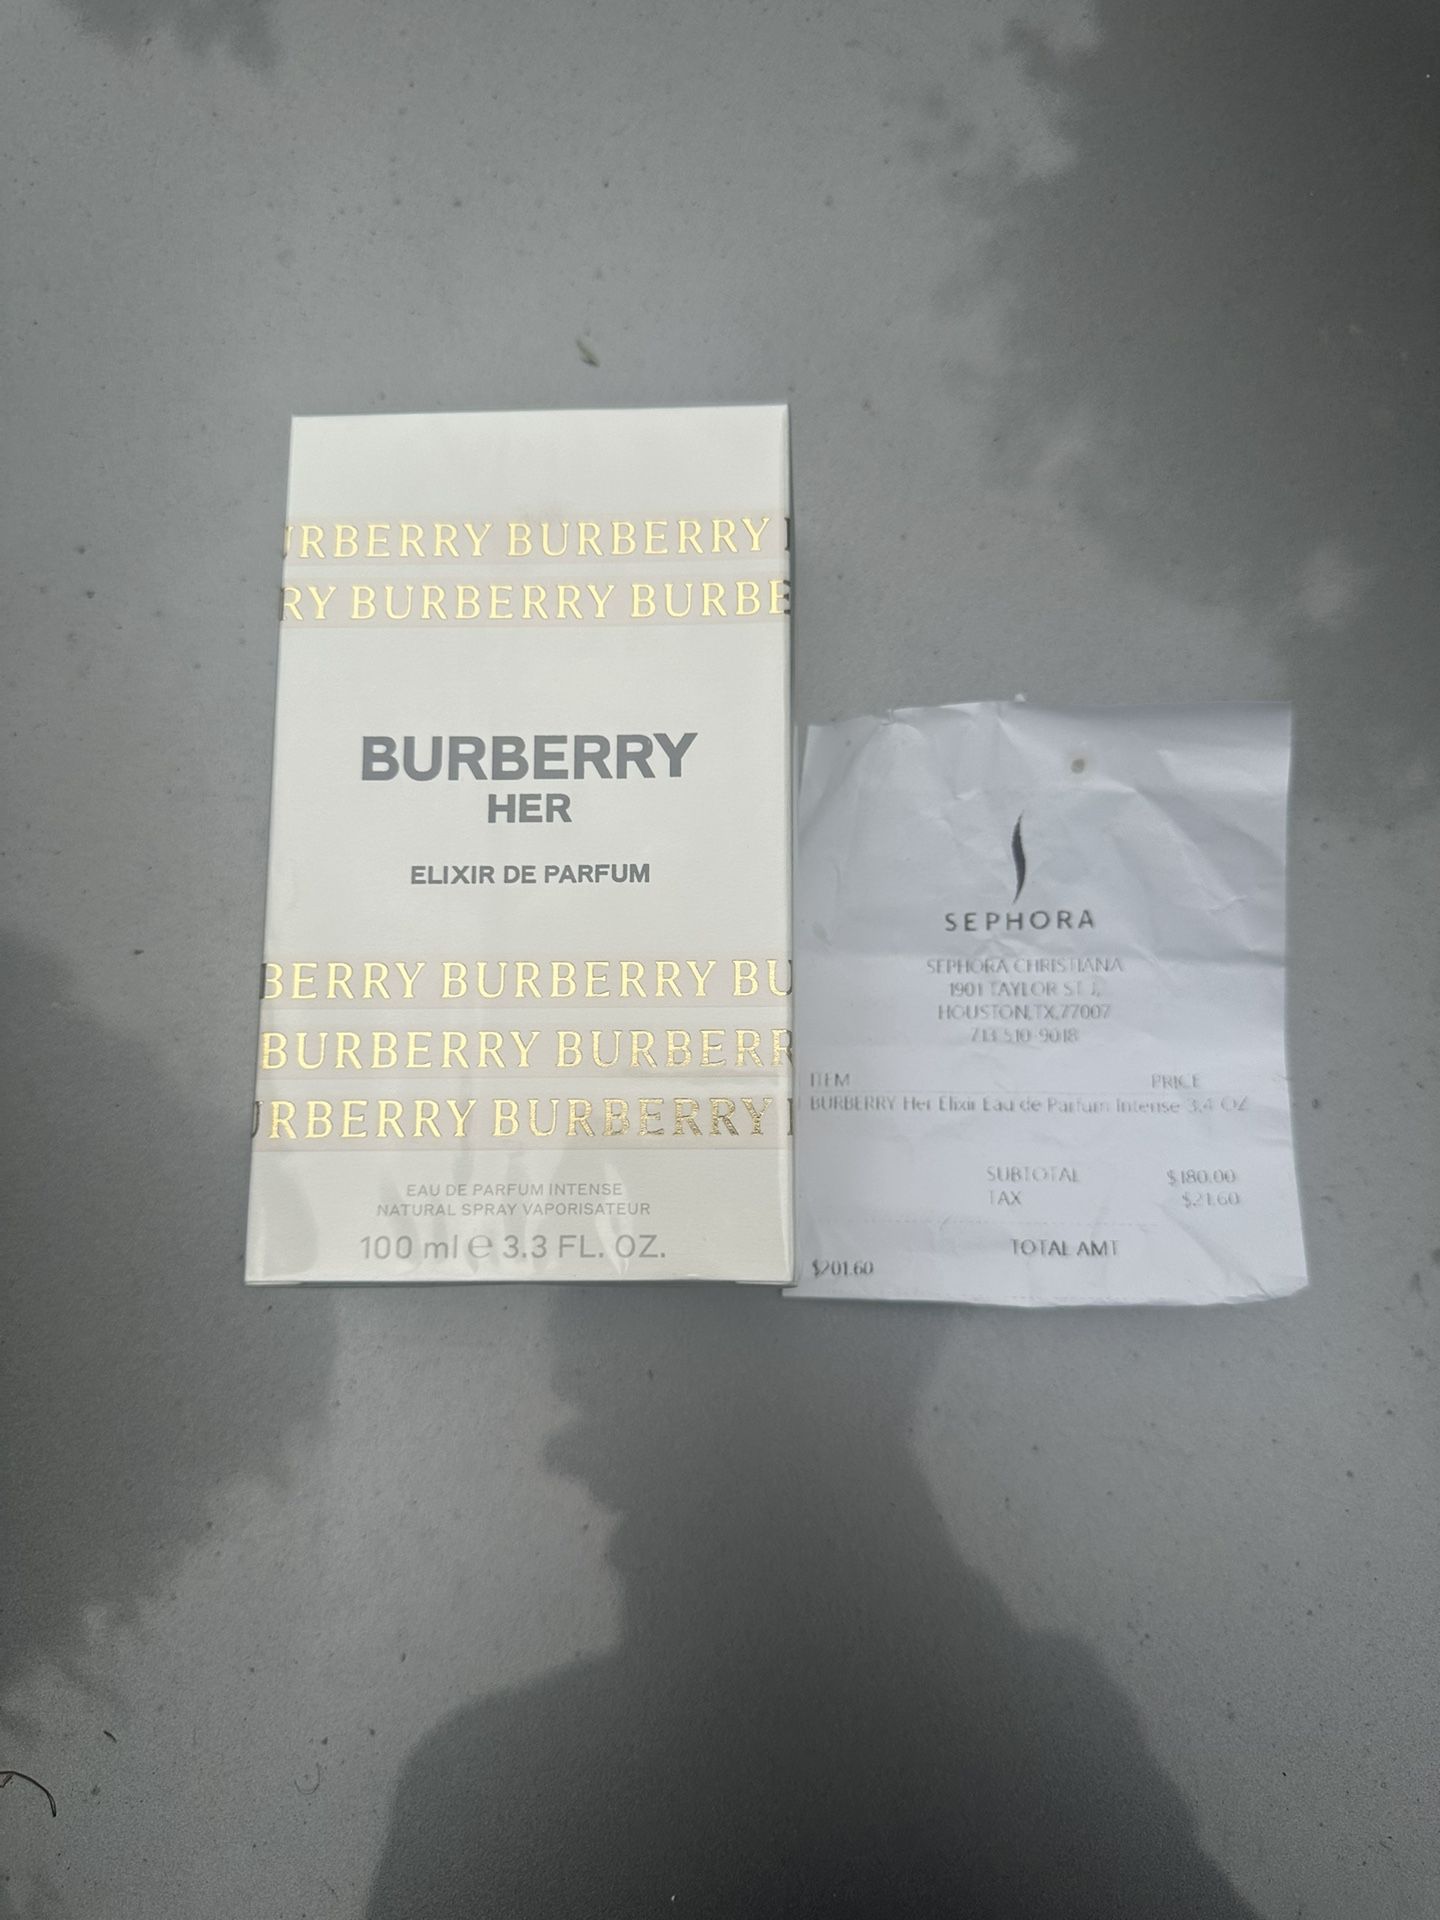 URBERRY BURBERRY
RY BURBERRY BURBE
BURBERRY
HER
ELIXIR DE PARFUM
BERRY BURBERRY BU
BURBERRY BURBERR
URBERRY BURBERRY
EAU DE PARFUM INTENSE
NATURAL SPRAY VAPORISATEUR
100 ml e 3.3 FL. OZ.
SEPHORA
SEPHORA CHRISTIANA
1901 TAYLOR ST J,
HOUSTON,TX,77007
713-510-9018
ITEM PRICE
BURBERRY Her Elixir Eau de Parfum Intense 3.4 OZ
SUBTOTAL $180.00
TAX $21.60
TOTAL AMT
$201.60